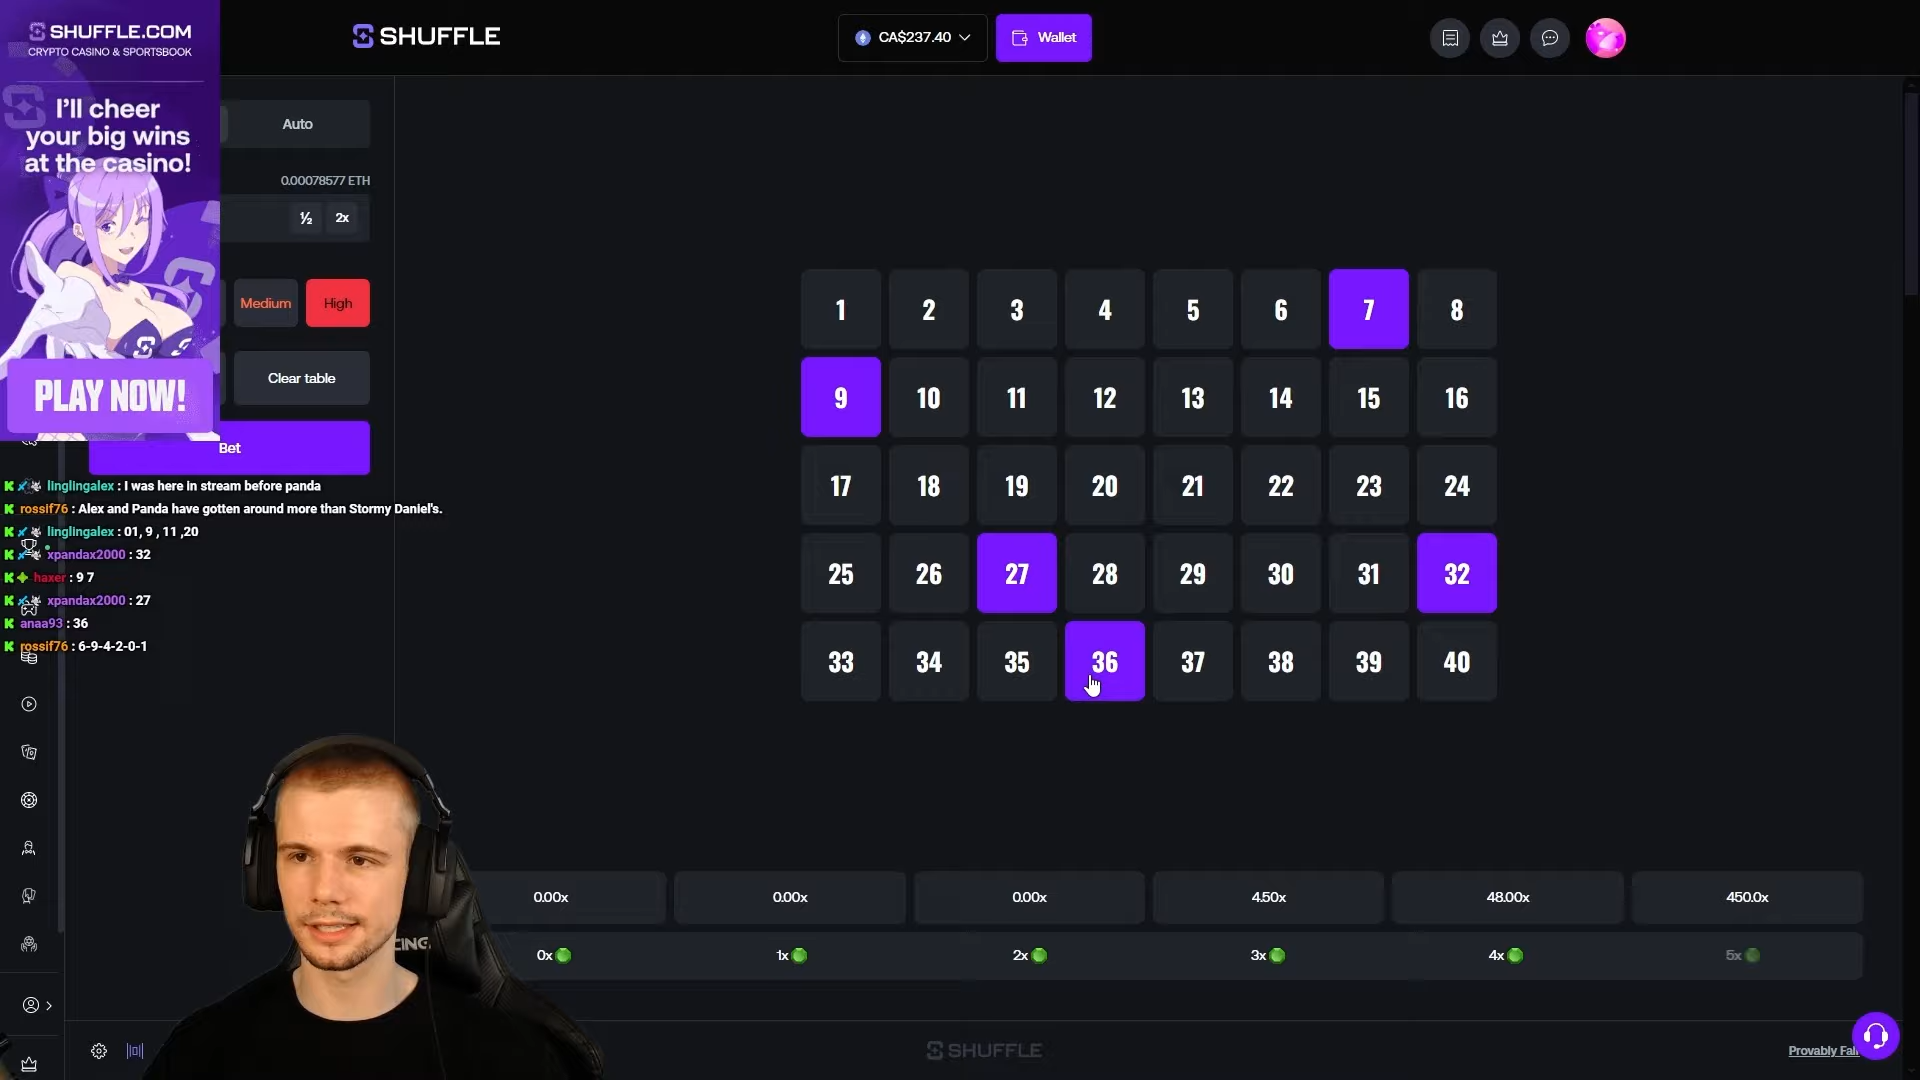 SHUFFLE.COM
CRYPTO CASINO & SPORTSBOOK
I'll cheer
your big wins
at the casino!
PLAY NOW!
SHUFFLE
CA$237.40
Wallet
Auto
0.00078577 ETH
½
2x
Medium
High
Clear table
Bet
linglingalex : I was here in stream before panda
rossif76 : Alex and Panda have gotten around more than Stormy Daniel's.
linglingalex : 01, 9 , 11 ,20
xpandax2000 : 32
haxer : 9 7
xpandax2000 : 27
anaa93 : 36
rossif76 : 6-9-4-2-0-1
1 2 3 4 5 6 7 8
9 10 11 12 13 14 15 16
17 18 19 20 21 22 23 24
25 26 27 28 29 30 31 32
33 34 35 36 37 38 39 40
0.00x 0.00x 0.00x 4.50x 48.00x 450.0x
0x 1x 2x 3x 4x 5x
CING
SHUFFLE
Provably Fai